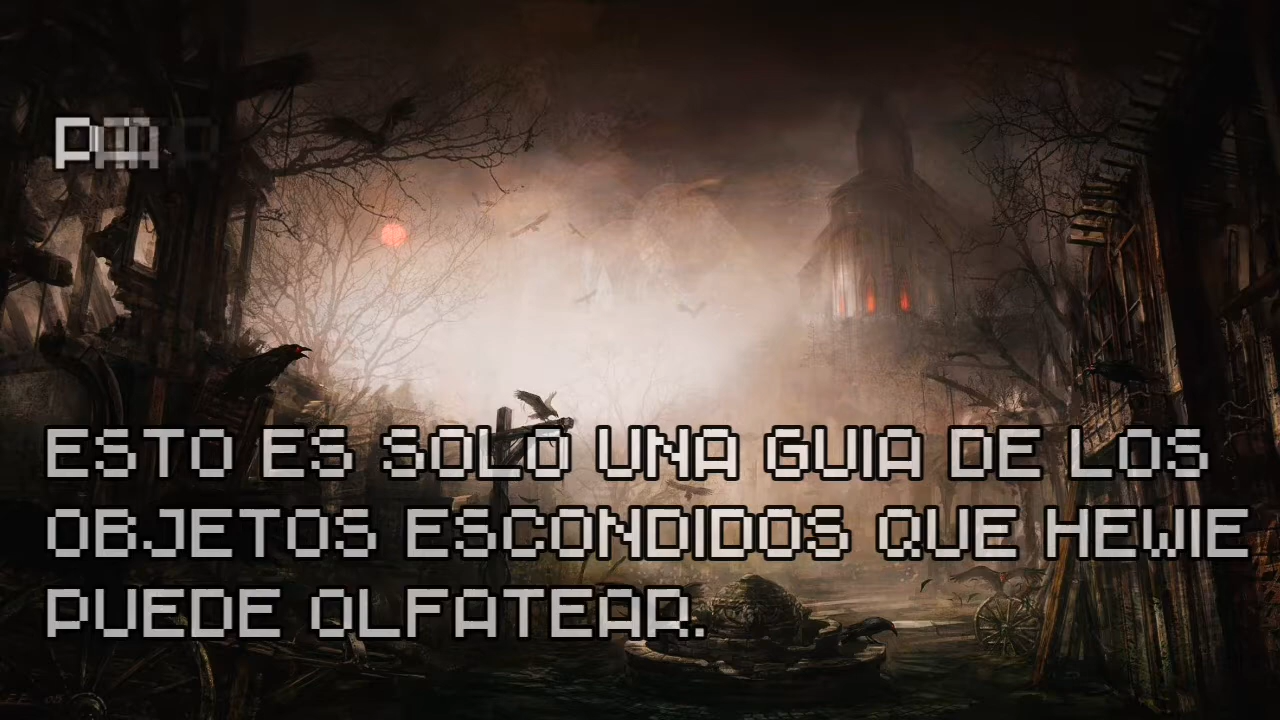 ESTO ES SOLO UNA GUIA DE LOS
OBJETOS ESCONDIDOS QUE HEWIE
PUEDE OLFATEAR.